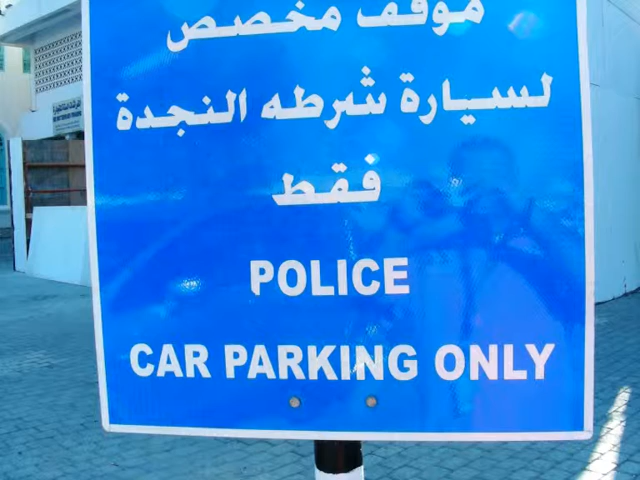 موقف مخصص
لسيارة شرطه النجدة
فقط
POLICE
CAR PARKING ONLY